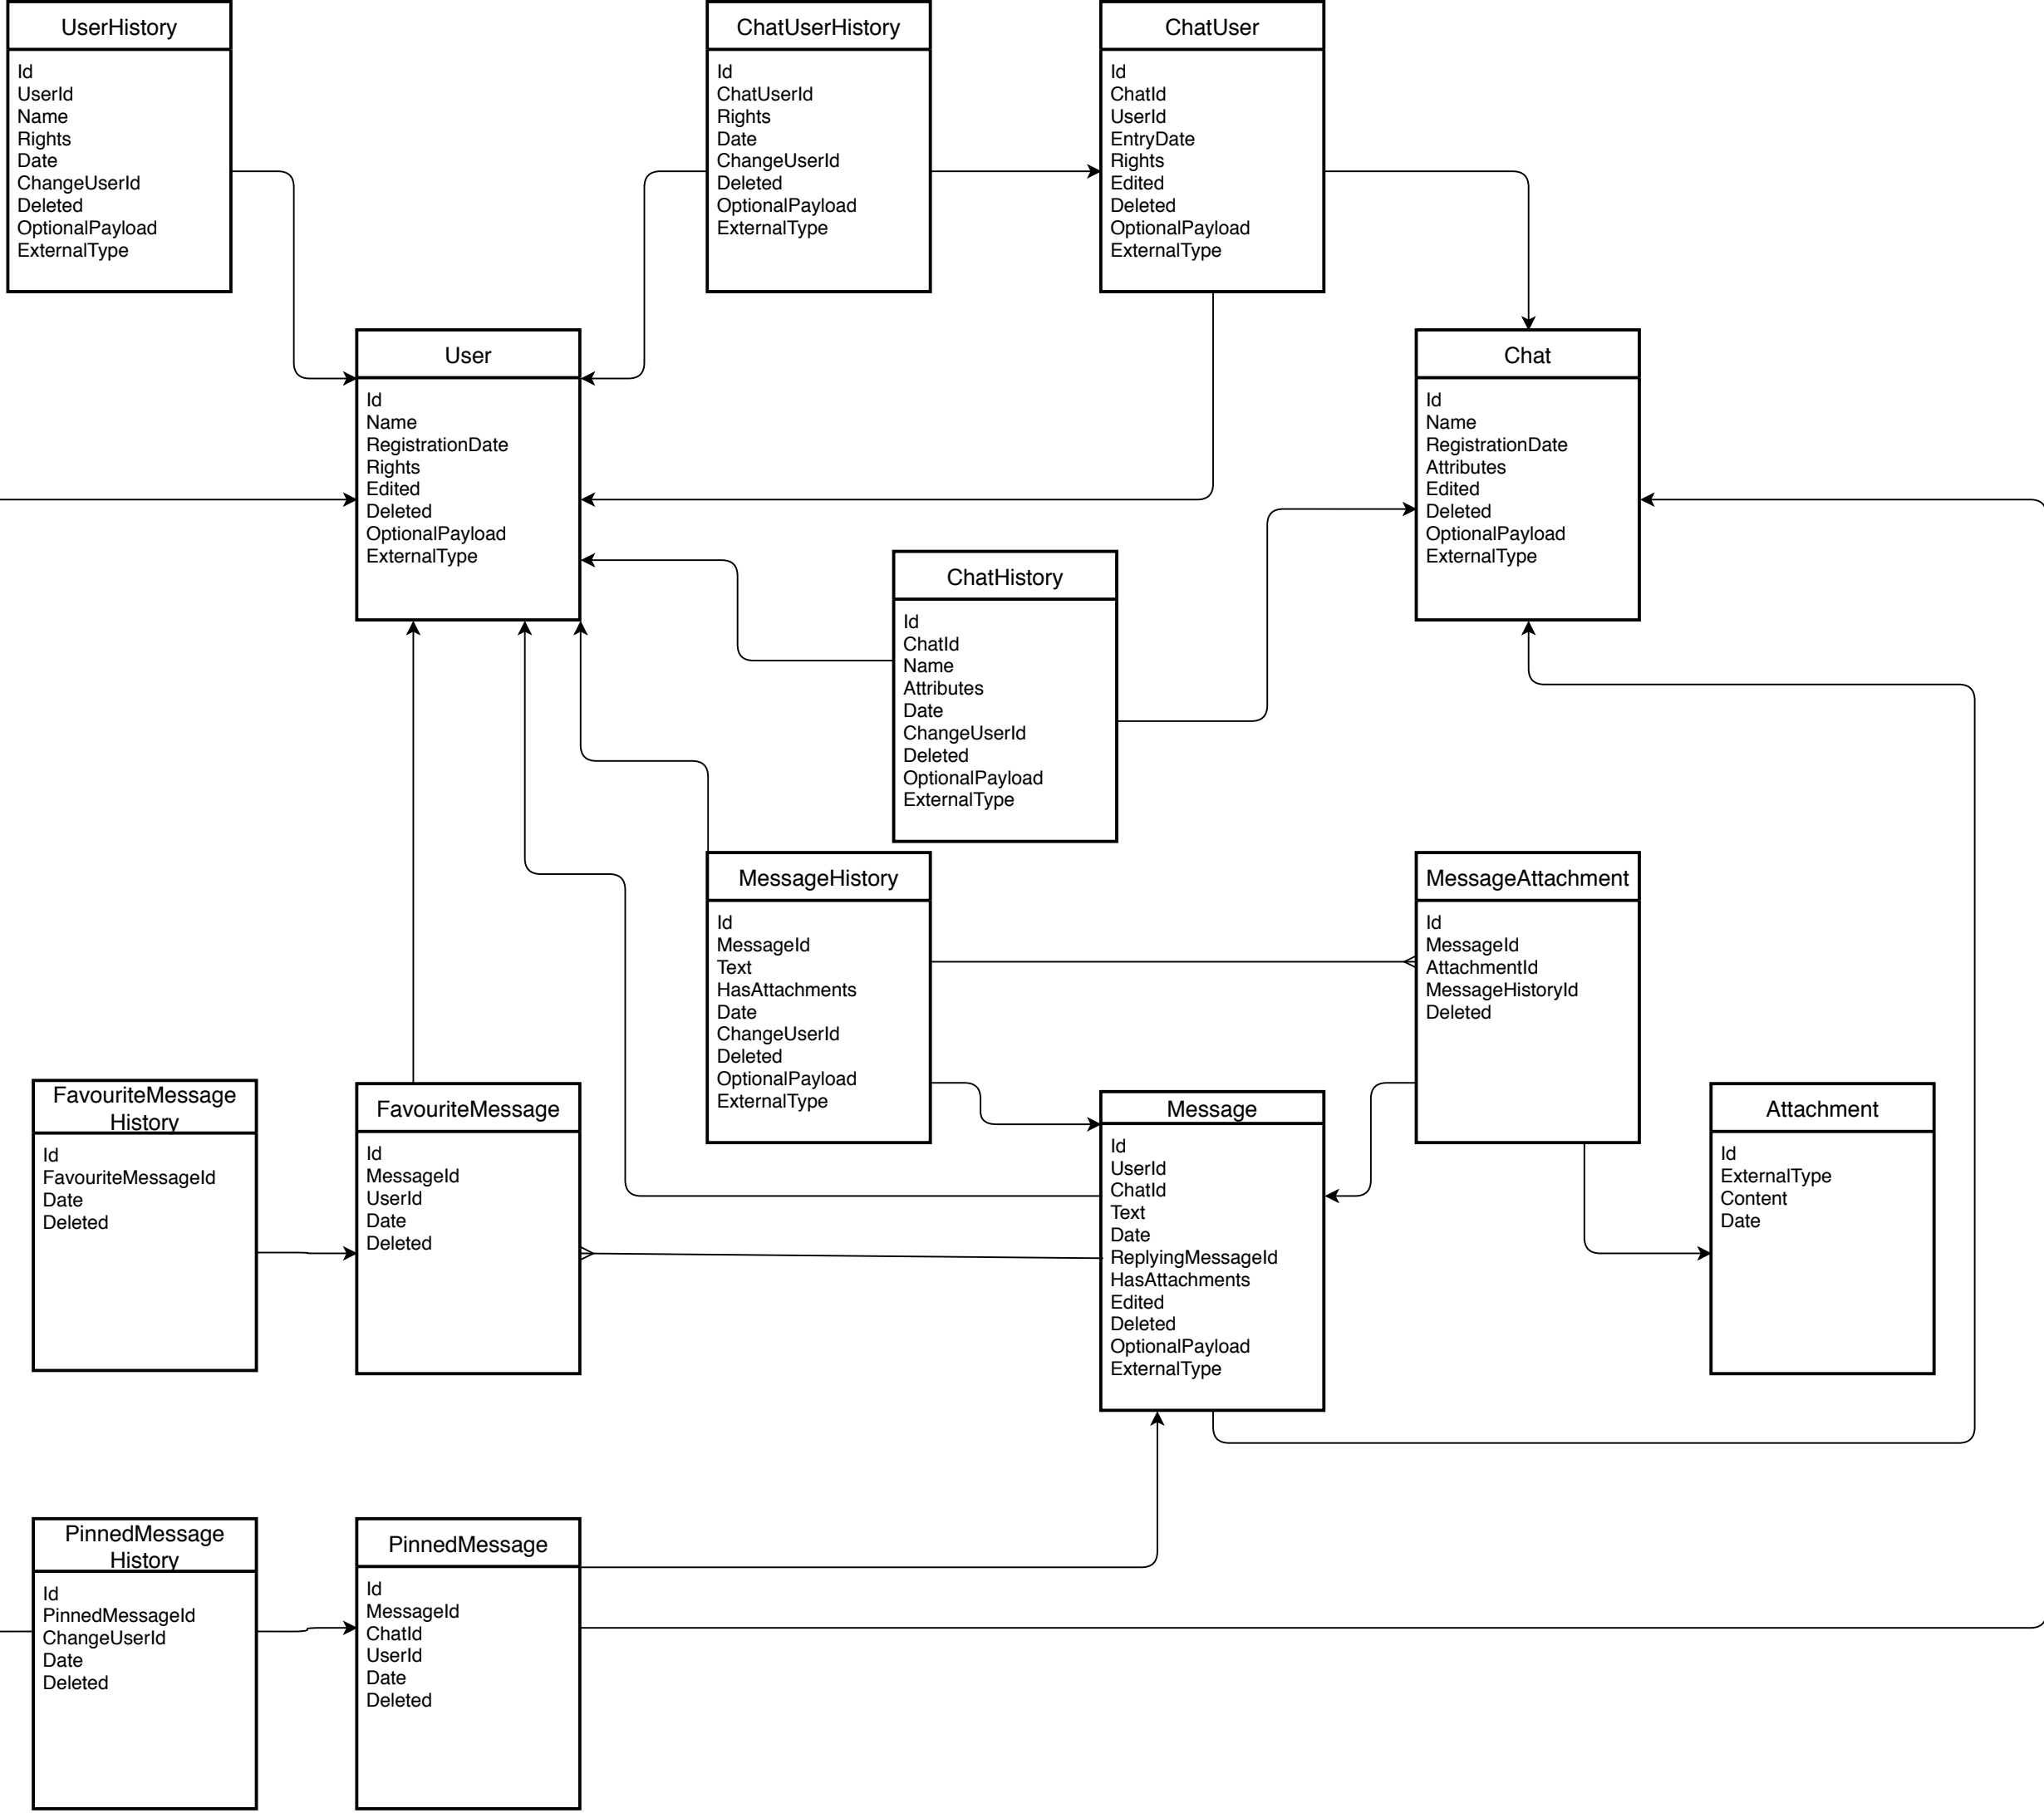 UserHistory
Id
UserId
Name
Rights
Date
ChangeUserId
Deleted
OptionalPayload
ExternalType
ChatUserHistory
Id
ChatUserId
Rights
Date
ChangeUserId
Deleted
OptionalPayload
ExternalType
ChatUser
Id
ChatId
UserId
EntryDate
Rights
Edited
Deleted
OptionalPayload
ExternalType
User
Id
Name
RegistrationDate
Rights
Edited
Deleted
OptionalPayload
ExternalType
Chat
Id
Name
RegistrationDate
Attributes
Edited
Deleted
OptionalPayload
ExternalType
ChatHistory
Id
ChatId
Name
Attributes
Date
ChangeUserId
Deleted
OptionalPayload
ExternalType
MessageHistory
Id
MessageId
Text
HasAttachments
Date
ChangeUserId
Deleted
OptionalPayload
ExternalType
MessageAttachment
Id
MessageId
AttachmentId
MessageHistoryId
Deleted
FavouriteMessage
History
Id
FavouriteMessageId
Date
Deleted
FavouriteMessage
Id
MessageId
UserId
Date
Deleted
Message
Id
UserId
ChatId
Text
Date
ReplyingMessageId
HasAttachments
Edited
Deleted
OptionalPayload
ExternalType
Attachment
Id
ExternalType
Content
Date
PinnedMessage
History
Id
PinnedMessageId
ChangeUserId
Date
Deleted
PinnedMessage
Id
MessageId
ChatId
UserId
Date
Deleted